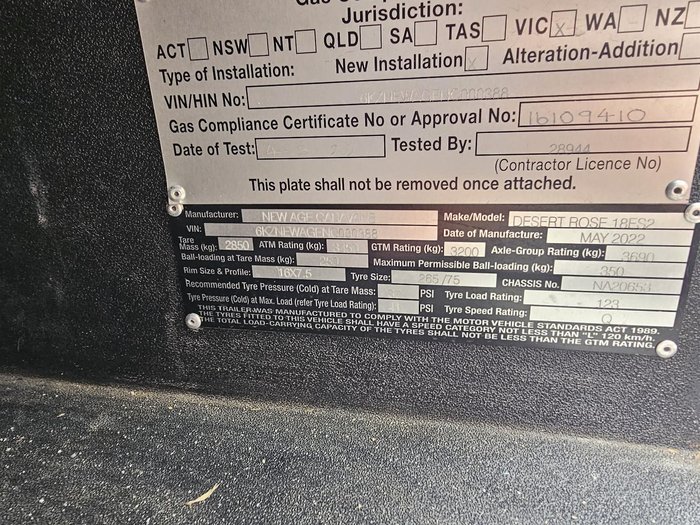 Gas
Jurisdiction:
ACT NSW NT QLD SA TAS VIC X WA NZ
Type of Installation: New Installation X Alteration-Addition
VIN/HIN No:
Gas Compliance Certificate No or Approval No: 16109410
Date of Test: Tested By: 28944
(Contractor Licence No)
This plate shall not be removed once attached.
Manufacturer: NEW AGE CARAVANS Make/Model: DESERT ROSE 18ES2
VIN: 6KZNEWAGENC000388 Date of Manufacture: MAY 2022
Tare Mass (kg): 2850 ATM Rating (kg): GTM Rating (kg): 3200 Axle-Group Rating (kg): 3690
Ball-loading at Tare Mass (kg): Maximum Permissible Ball-loading (kg): 350
Rim Size & Profile: 16X7.5 Tyre Size: 265/75 CHASSIS No. NA20653
Recommended Tyre Pressure (Cold) at Tare Mass: PSI Tyre Load Rating: 123
Tyre Pressure (Cold) at Max. Load (refer Tyre Load Rating): PSI Tyre Speed Rating: Q
THIS TRAILER WAS MANUFACTURED TO COMPLY WITH THE MOTOR VEHICLE STANDARDS ACT 1989.
THE TYRES FITTED TO THIS VEHICLE SHALL HAVE A SPEED CATEGORY NOT LESS THAN "L" 120 km/h.
THE TOTAL LOAD-CARRYING CAPACITY OF THE TYRES SHALL NOT BE LESS THAN THE GTM RATING.